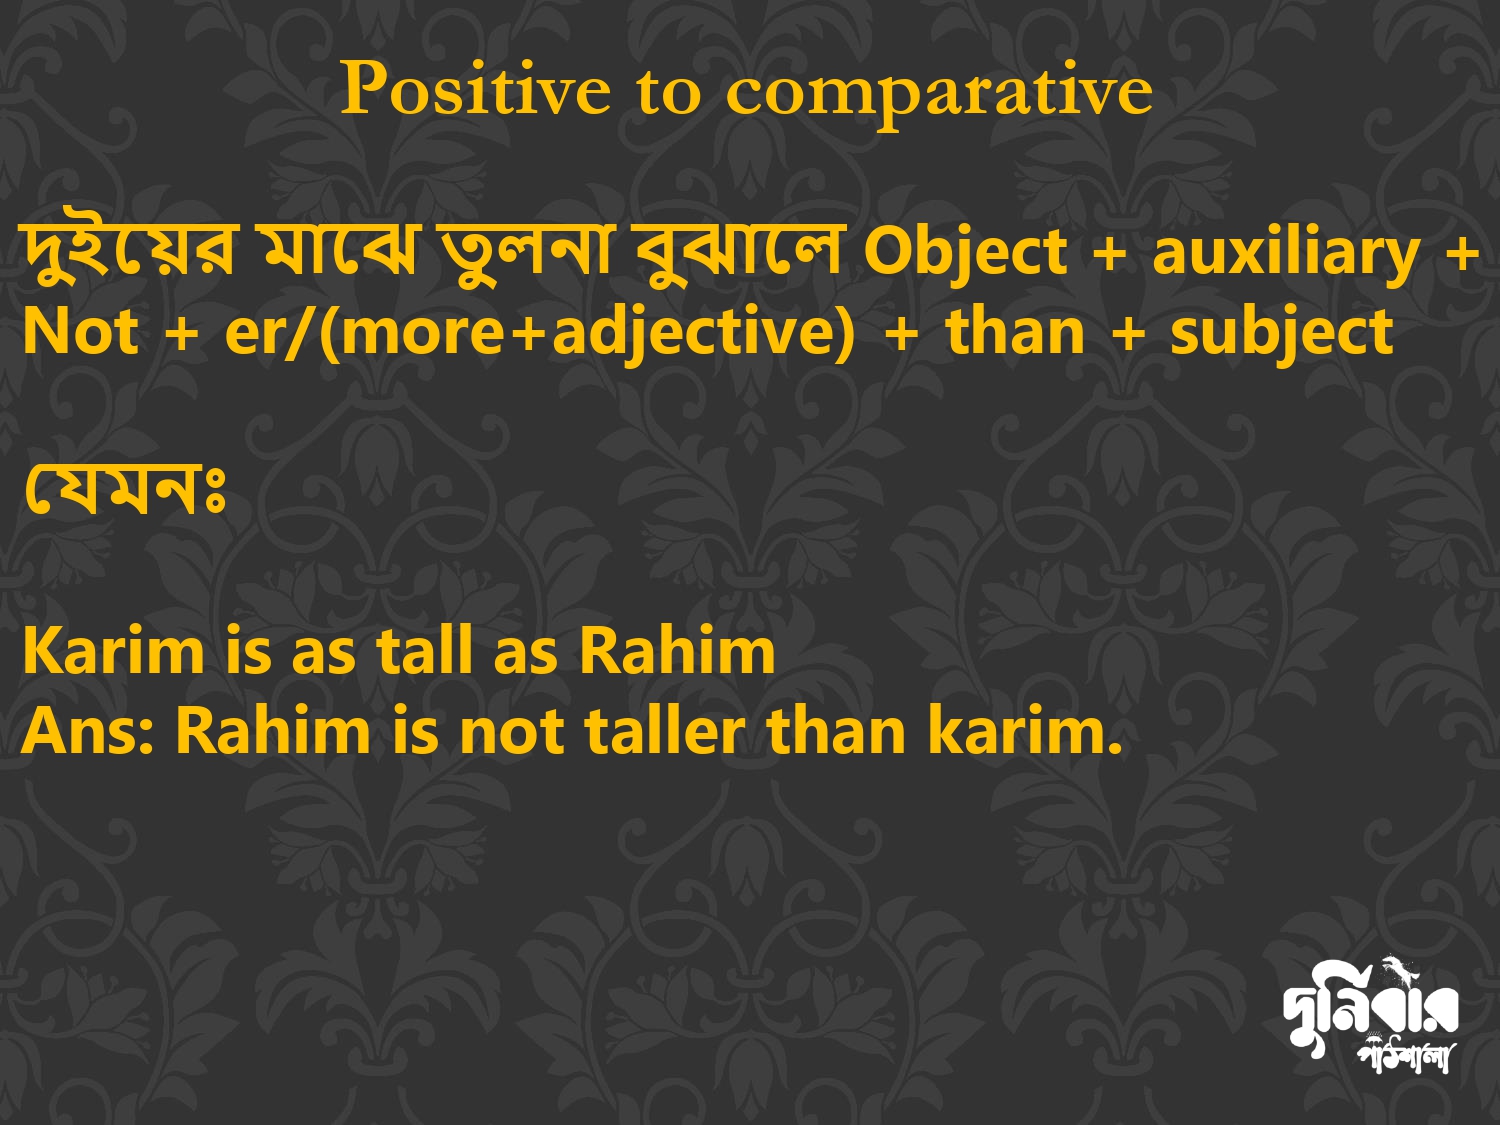 Positive to comparative
দুইয়ের মাঝে তুলনা বুঝালে Object + auxiliary +
Not + er/(more+adjective) + than + subject
যেমনঃ
Karim is as tall as Rahim
Ans: Rahim is not taller than karim.
দুর্নিবার
পাঠশালা